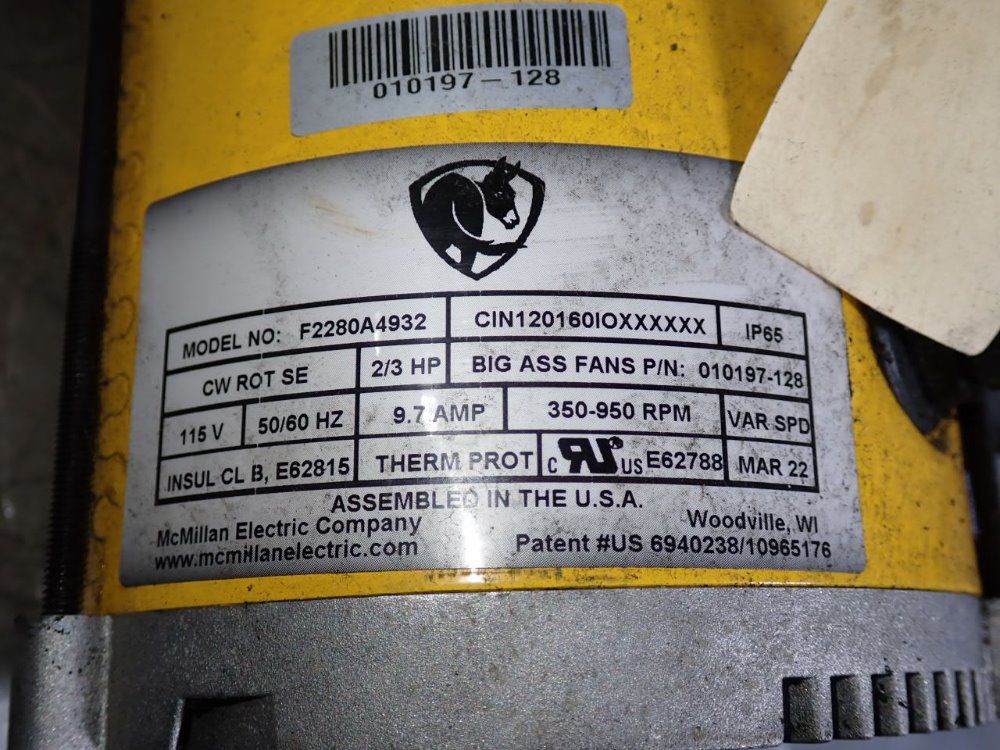 010197-128
MODEL NO: F2280A4932 CIN120160IOXXXXXX IP65
CW ROT SE 2/3 HP BIG ASS FANS P/N: 010197-128
115 V 50/60 HZ 9.7 AMP 350-950 RPM VAR SPD
INSUL CL B, E62815 THERM PROT C US E62788 MAR 22
ASSEMBLED IN THE U.S.A.
McMillan Electric Company Woodville, WI
www.mcmillanelectric.com Patent #US 6940238/10965176